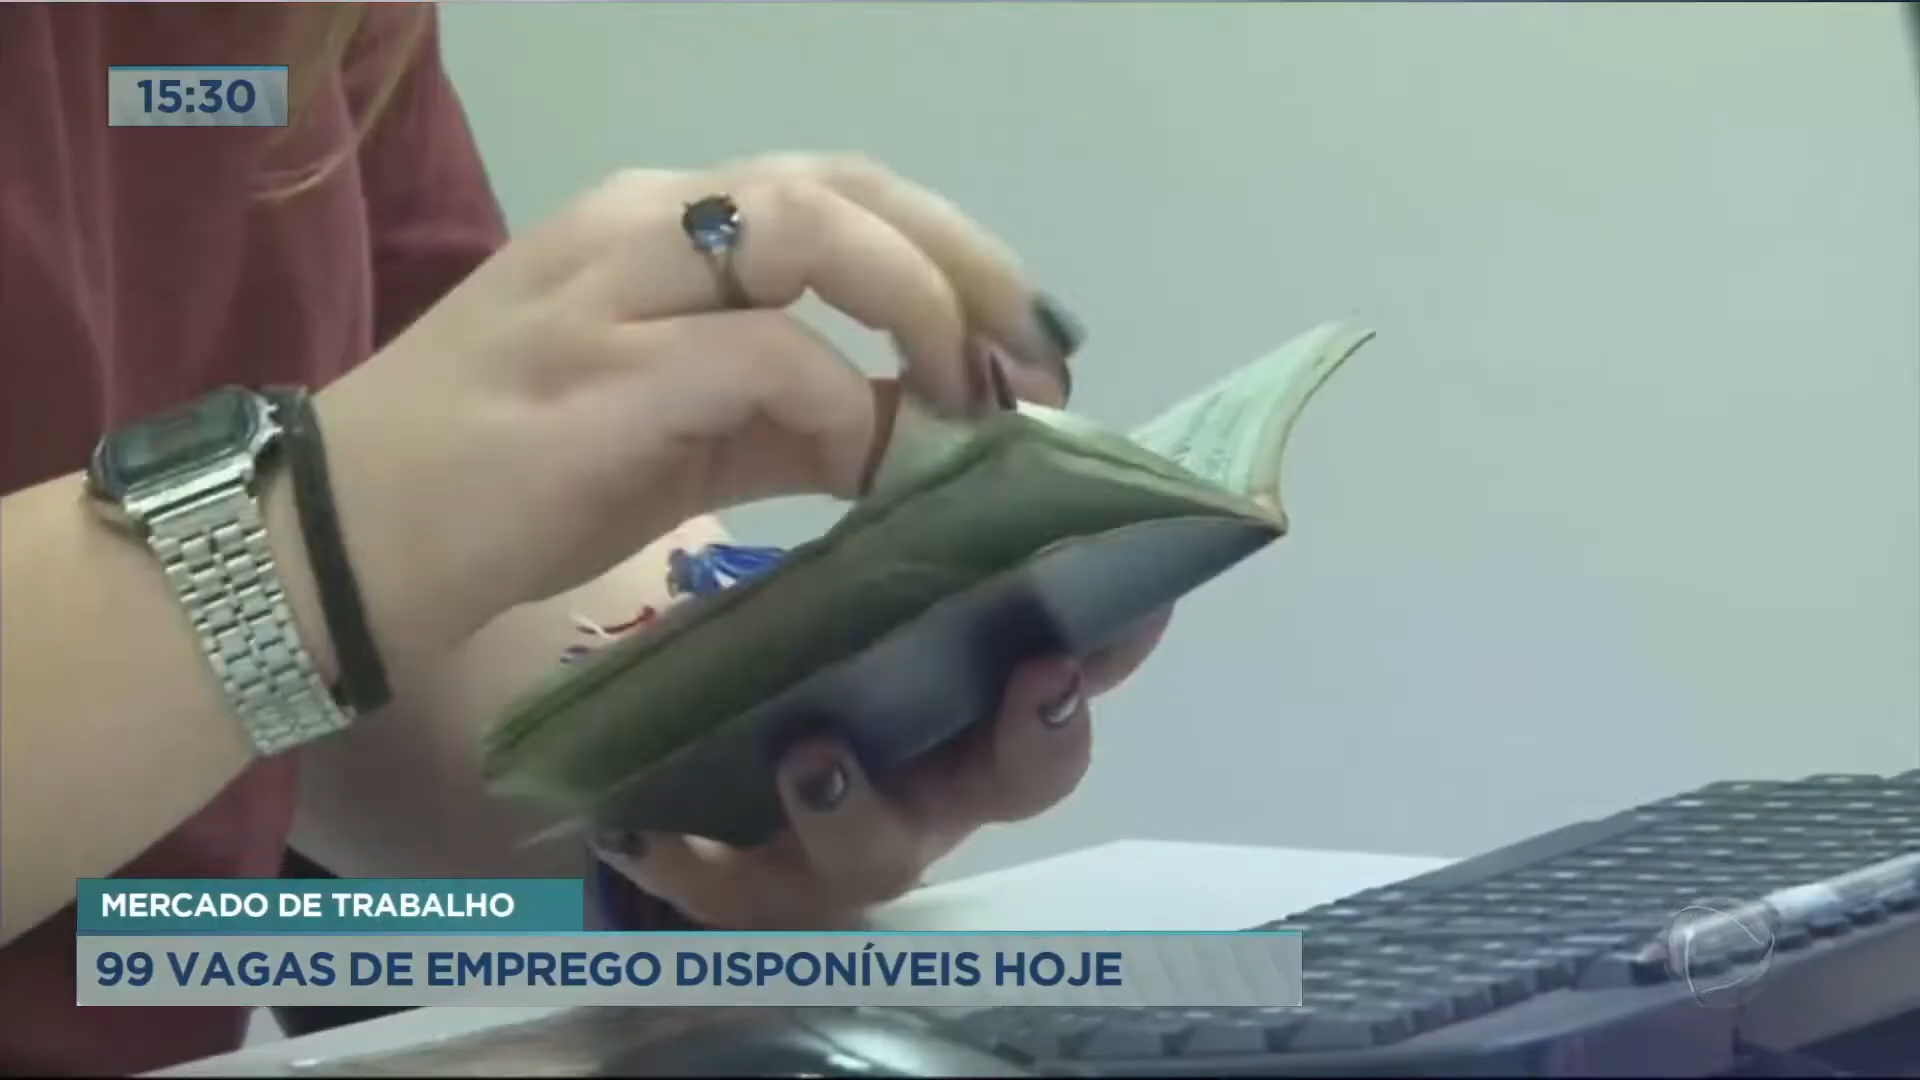 15:30
MERCADO DE TRABALHO
99 VAGAS DE EMPREGO DISPONÍVEIS HOJE